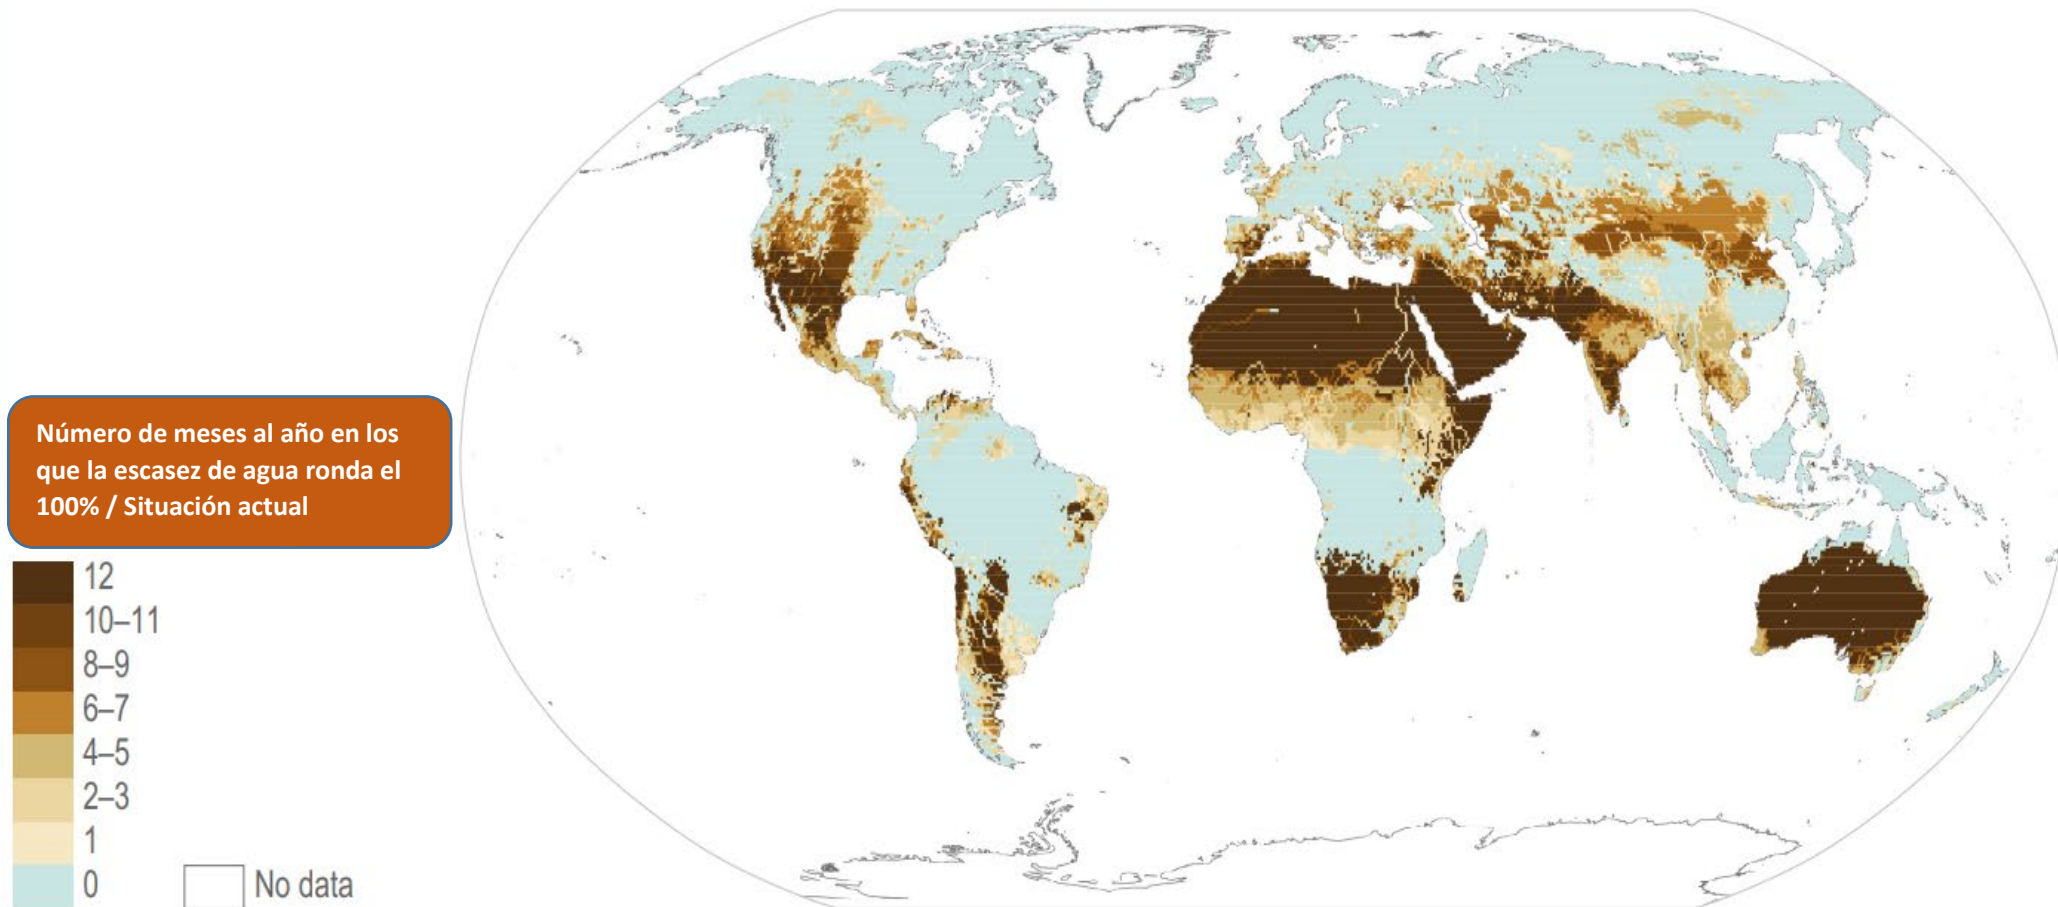 Número de meses al año en los
que la escasez de agua ronda el
100% / Situación actual
12
10–11
8–9
6–7
4–5
2–3
1
0
No data